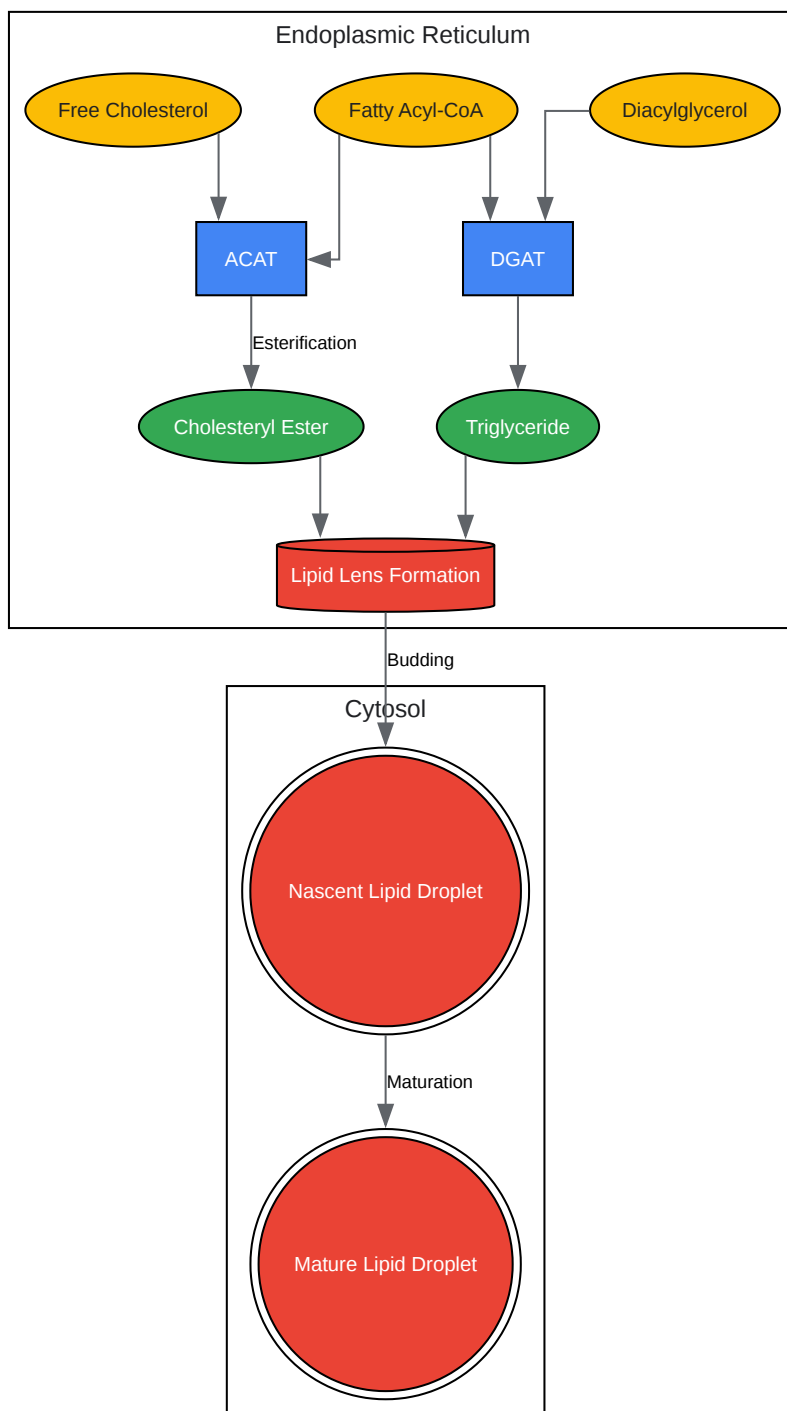 Endoplasmic Reticulum
Free Cholesterol
Fatty Acyl-CoA
Diacylglycerol
ACAT
DGAT
Esterification
Cholesteryl Ester
Triglyceride
Lipid Lens Formation
Budding
Cytosol
Nascent Lipid Droplet
Maturation
Mature Lipid Droplet